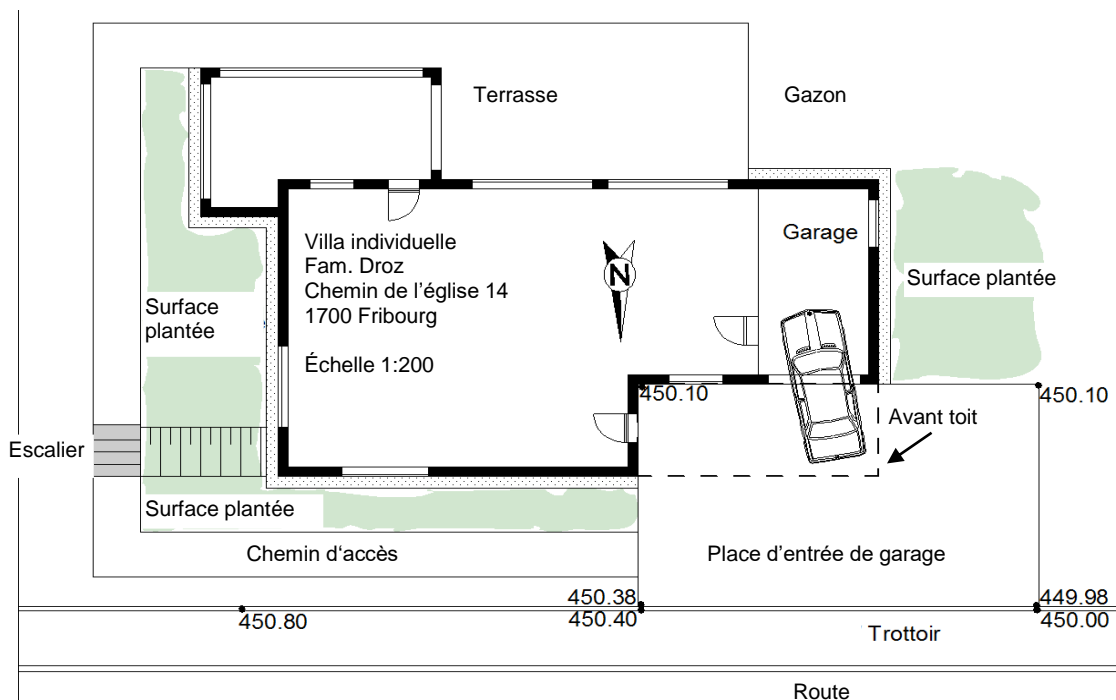 Terrasse
Gazon
Garage
Villa individuelle
Fam. Droz
Chemin de l'église 14
1700 Fribourg
Échelle 1:200
N
Surface plantée
Surface
plantée
450.10
450.10
Avant toit
Escalier
Surface plantée
Chemin d'accès
Place d'entrée de garage
450.38
449.98
450.80
450.40
450.00
Trottoir
Route